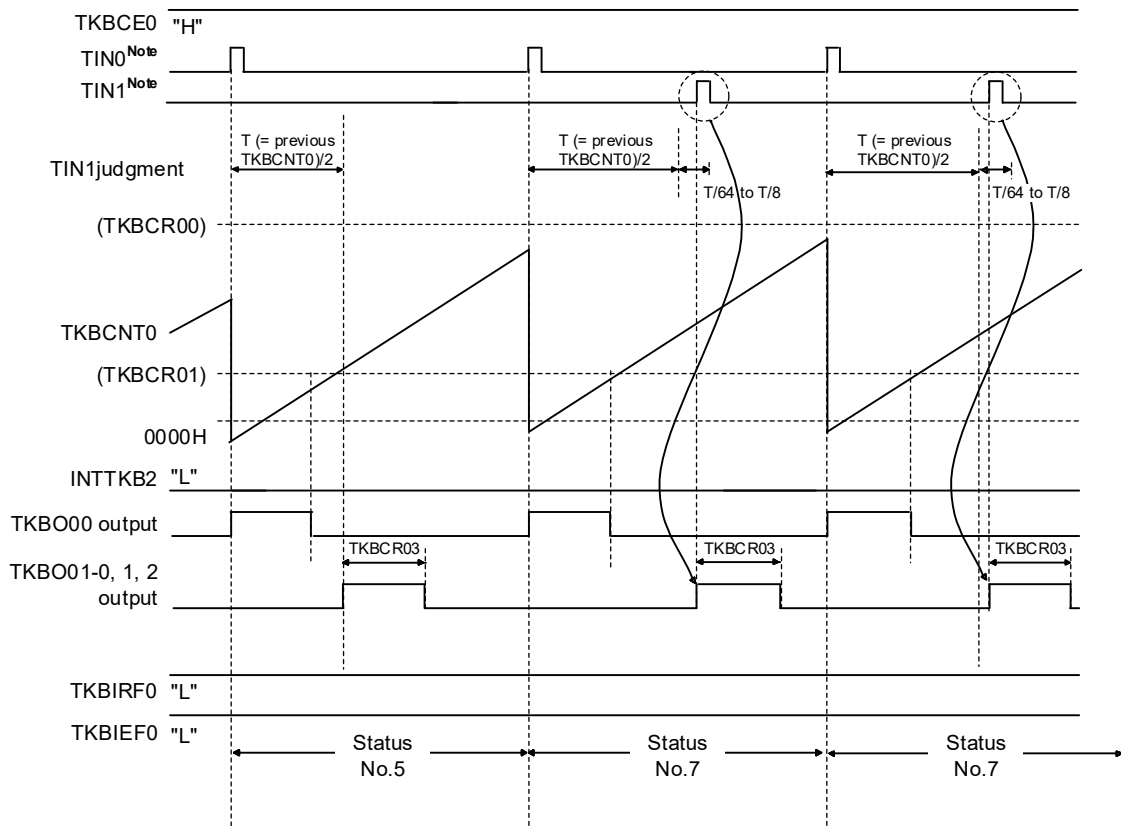 TKBCE0 "H"
TIN0Note
TIN1Note
T (= previous
TKBCNT0)/2
T (= previous
TKBCNT0)/2
T (= previous
TKBCNT0)/2
TIN1judgment
T/64 to T/8
T/64 to T/8
(TKBCR00)
TKBCNT0
(TKBCR01)
0000H
INTTKB2 "L"
TKBO00 output
TKBCR03
TKBCR03
TKBCR03
TKBO01-0, 1, 2
output
TKBIRF0 "L"
TKBIEF0 "L"
Status
No.5
Status
No.7
Status
No.7